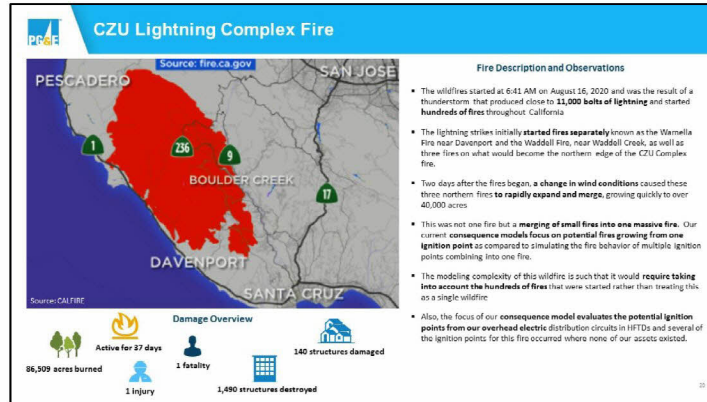 PG&E
CZU Lightning Complex Fire
Source: fire.ca.gov
PESCADERO
SAN JOSE
1
236
9
BOULDER CREEK
17
DAVENPORT
SANTA CRUZ
Source: CALFIRE
Damage Overview
86,509 acres burned
Active for 37 days
1 injury
1 fatality
1,490 structures destroyed
140 structures damaged
Fire Description and Observations
▪ The wildfires started at 6:41 AM on August 16, 2020 and was the result of a
thunderstorm that produced close to 11,000 bolts of lightning and started
hundreds of fires throughout California
▪ The lightning strikes initially started fires separately known as the Warnella
Fire near Davenport and the Waddell Fire, near Waddell Creek, as well as
three fires on what would become the northern edge of the CZU Complex
fire.
▪ Two days after the fires began, a change in wind conditions caused these
three northern fires to rapidly expand and merge, growing quickly to over
40,000 acres
▪ This was not one fire but a merging of small fires into one massive fire. Our
current consequence models focus on potential fires growing from one
ignition point as compared to simulating the fire behavior of multiple ignition
points combining into one fire.
▪ The modeling complexity of this wildfire is such that it would require taking
into account the hundreds of fires that were started rather than treating this
as a single wildfire
▪ Also, the focus of our consequence model evaluates the potential ignition
points from our overhead electric distribution circuits in HFTDs and several of
the ignition points for this fire occurred where none of our assets existed.